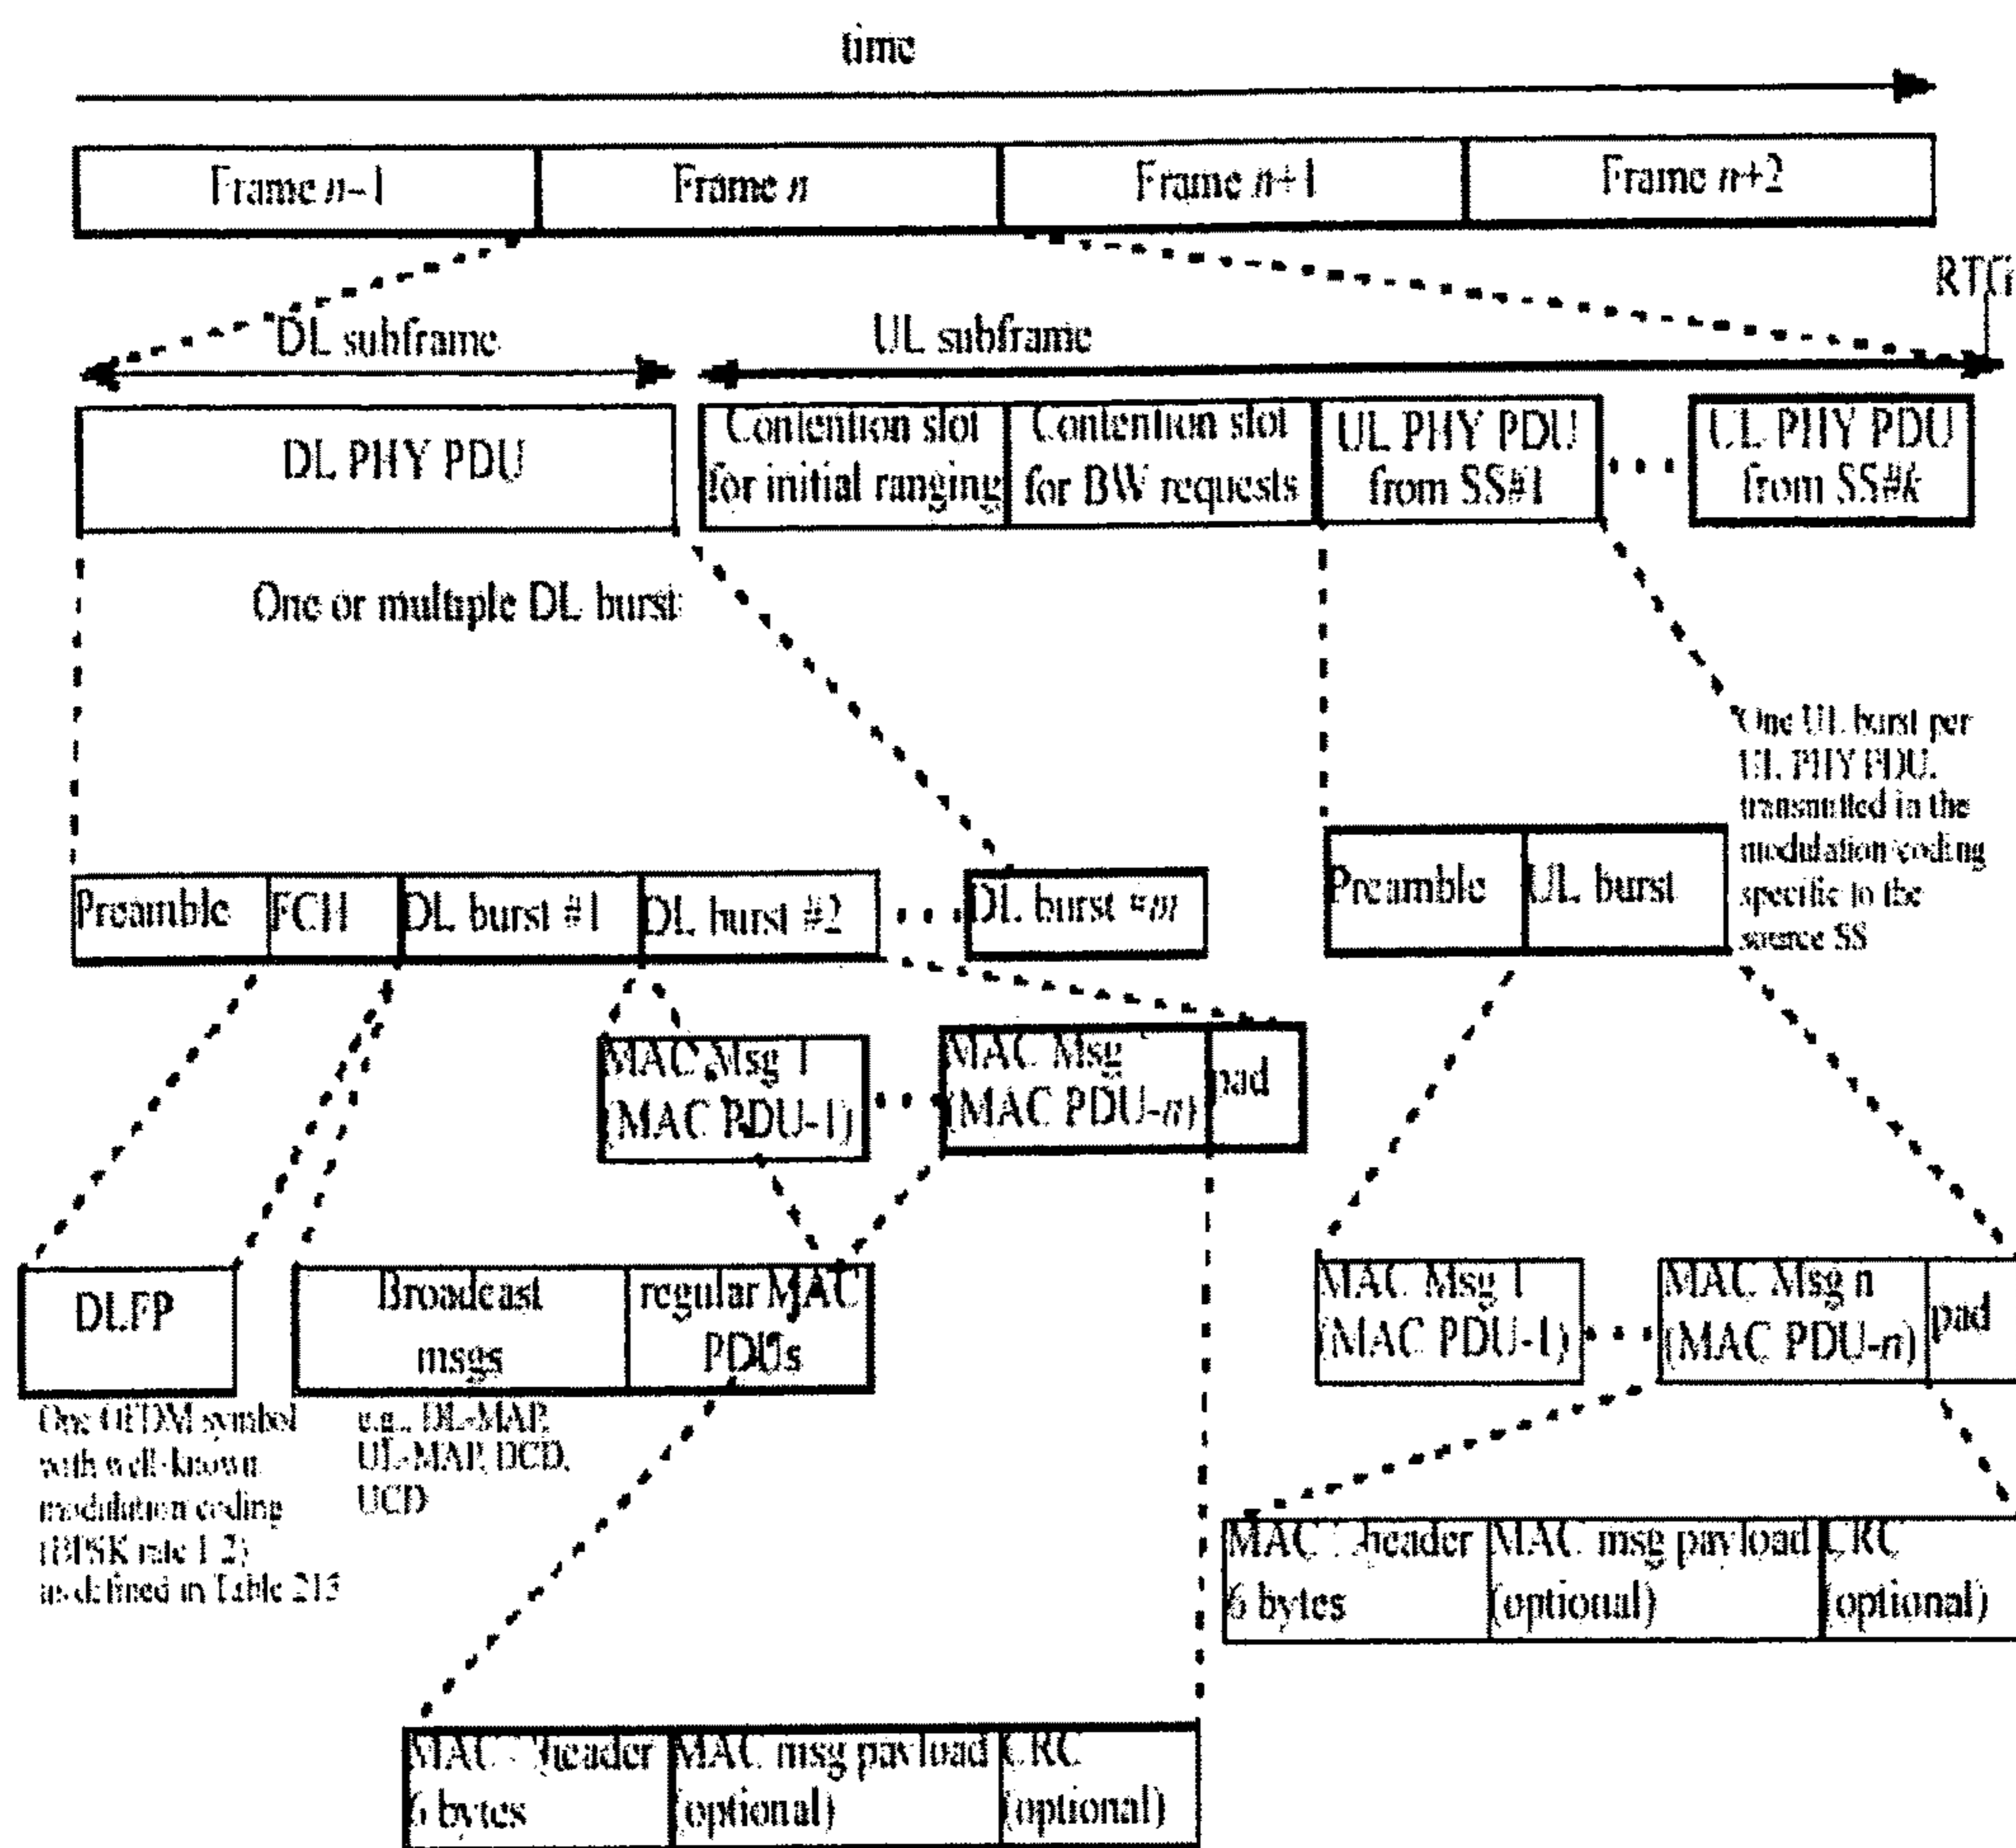 time
Frame n-1
Frame n
Frame n+1
Frame n+2
RTG
DL subframe
UL subframe
DL PHY PDU
Contention slot
for initial ranging
Contention slot
for BW requests
UL PHY PDU
from SS#1
UL PHY PDU
from SS#k
One or multiple DL burst
One UL burst per
UL PHY PDU,
transmitted in the
modulation/coding
specific to the
source SS
Preamble
FCH
DL burst #1
DL burst #2
DL burst #m
Preamble
UL burst
MAC Msg 1
(MAC PDU-1)
MAC Msg
(MAC PDU-n)
pad
DLFP
Broadcast
msgs
regular MAC
PDUs
MAC Msg 1
(MAC PDU-1)
MAC Msg n
(MAC PDU-n)
pad
One OFDM symbol
with well-known
modulation coding
(BPSK rate 1/2)
as defined in Table 213
e.g., DL-MAP,
UL-MAP, DCD,
UCD
MAC header
6 bytes
MAC msg payload
(optional)
CRC
(optional)
MAC header
6 bytes
MAC msg payload
(optional)
CRC
(optional)